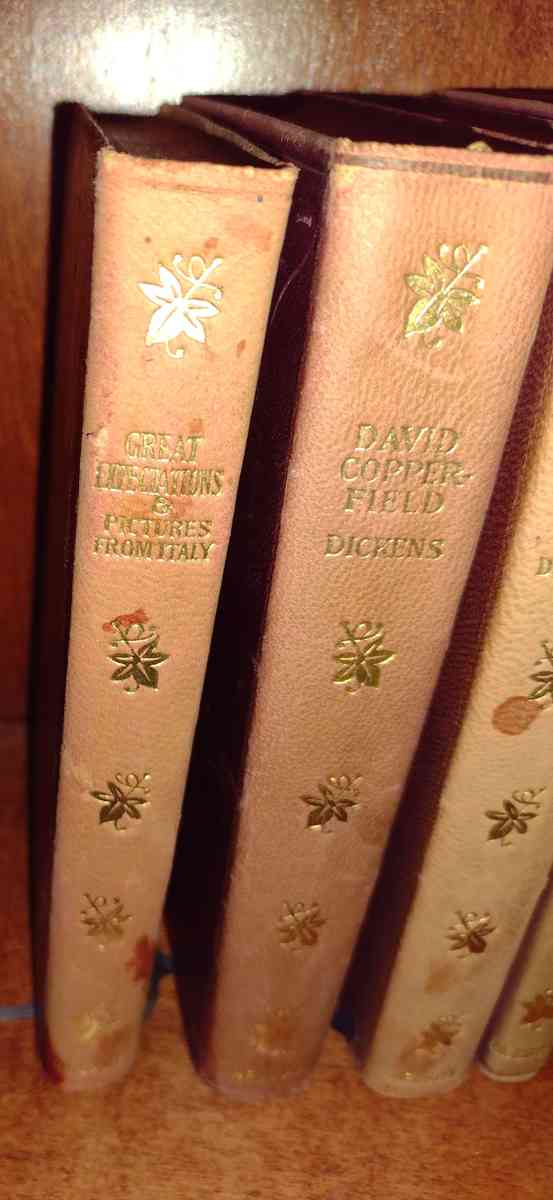 GREAT
EXPECTATIONS
&
PICTURES
FROM ITALY
DAVID
COPPER-
FIELD
DICKENS
D